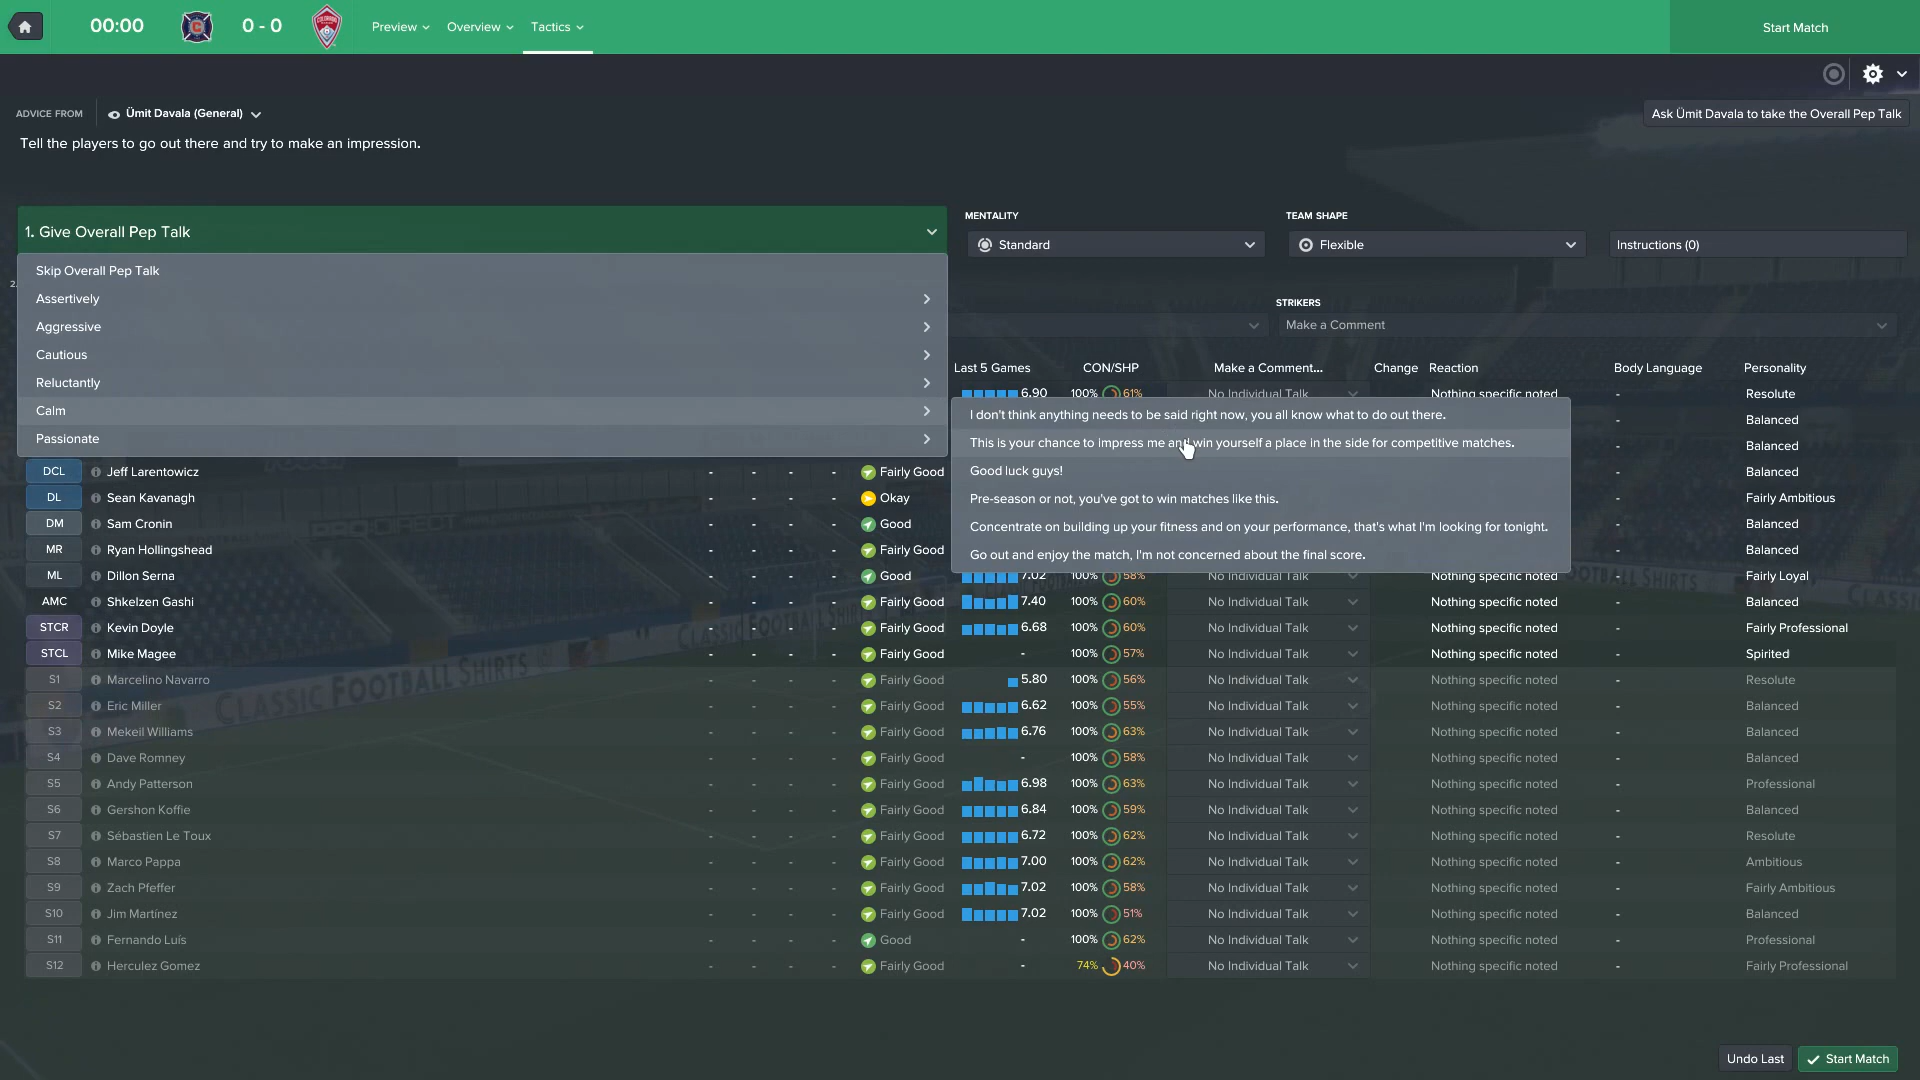 00:00 0 - 0 Preview Overview Tactics Start Match
ADVICE FROM Ümit Davala (General) Ask Ümit Davala to take the Overall Pep Talk
Tell the players to go out there and try to make an impression.
1. Give Overall Pep Talk
MENTALITY TEAM SHAPE
Standard Flexible Instructions (0)
Skip Overall Pep Talk
2.
Assertively
STRIKERS
Aggressive Make a Comment
Cautious
Last 5 Games CON/SHP Make a Comment... Change Reaction Body Language Personality
Reluctantly
6.90 100% 61% No Individual Talk Nothing specific noted - Resolute
Calm
I don't think anything needs to be said right now, you all know what to do out there. - Balanced
Passionate
This is your chance to impress me and win yourself a place in the side for competitive matches. - Balanced
DCL Jeff Larentowicz - - - - Fairly Good Good luck guys! - Balanced
DL Sean Kavanagh - - - - Okay Pre-season or not, you've got to win matches like this. - Fairly Ambitious
DM Sam Cronin - - - - Good Concentrate on building up your fitness and on your performance, that's what I'm looking for tonight. - Balanced
MR Ryan Hollingshead - - - - Fairly Good Go out and enjoy the match, I'm not concerned about the final score. - Balanced
ML Dillon Serna - - - - Good 7.02 100% 58% No Individual Talk Nothing specific noted - Fairly Loyal
AMC Shkelzen Gashi - - - - Fairly Good 7.40 100% 60% No Individual Talk Nothing specific noted - Balanced
STCR Kevin Doyle - - - - Fairly Good 6.68 100% 60% No Individual Talk Nothing specific noted - Fairly Professional
STCL Mike Magee - - - - Fairly Good - 100% 57% No Individual Talk Nothing specific noted - Spirited
S1 Marcelino Navarro - - - - Fairly Good 5.80 100% 56% No Individual Talk Nothing specific noted - Resolute
S2 Eric Miller - - - - Fairly Good 6.62 100% 55% No Individual Talk Nothing specific noted - Balanced
S3 Mekeil Williams - - - - Fairly Good 6.76 100% 63% No Individual Talk Nothing specific noted - Balanced
S4 Dave Romney - - - - Fairly Good - 100% 58% No Individual Talk Nothing specific noted - Balanced
S5 Andy Patterson - - - - Fairly Good 6.98 100% 63% No Individual Talk Nothing specific noted - Professional
S6 Gershon Koffie - - - - Fairly Good 6.84 100% 59% No Individual Talk Nothing specific noted - Balanced
S7 Sébastien Le Toux - - - - Fairly Good 6.72 100% 62% No Individual Talk Nothing specific noted - Resolute
S8 Marco Pappa - - - - Fairly Good 7.00 100% 62% No Individual Talk Nothing specific noted - Ambitious
S9 Zach Pfeffer - - - - Fairly Good 7.02 100% 58% No Individual Talk Nothing specific noted - Fairly Ambitious
S10 Jim Martínez - - - - Fairly Good 7.02 100% 51% No Individual Talk Nothing specific noted - Balanced
S11 Fernando Luís - - - - Good - 100% 62% No Individual Talk Nothing specific noted - Professional
S12 Herculez Gomez - - - - Fairly Good - 74% 40% No Individual Talk Nothing specific noted - Fairly Professional
CLASSIC FOOTBALL SHIRTS
Undo Last Start Match